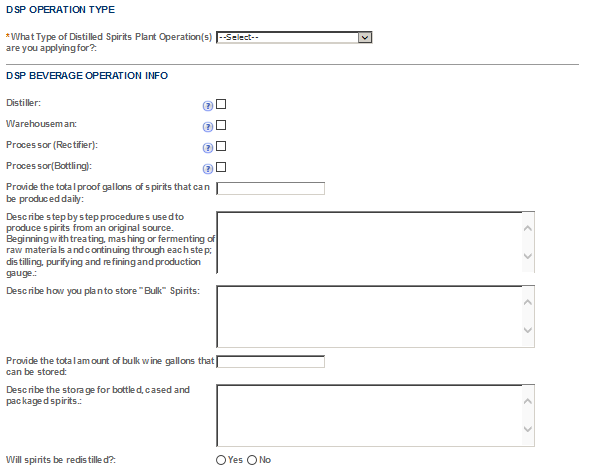 DSP OPERATION TYPE
*What Type of Distilled Spirits Plant Operation(s) --Select--
are you applying for?:
DSP BEVERAGE OPERATION INFO
Distiller: ?
Warehouseman: ?
Processor (Rectifier): ?
Processor(Bottling): ?
Provide the total proof gallons of spirits that can
be produced daily:
Describe step by step procedures used to
produce spirits from an original source.
Beginning with treating, mashing or fermenting of
raw materials and continuing through each step;
distilling, purifying and refining and production
gauge.:
Describe how you plan to store "Bulk" Spirits:
Provide the total amount of bulk wine gallons that
can be stored:
Describe the storage for bottled, cased and
packaged spirits.:
Will spirits be redistilled?: Yes No